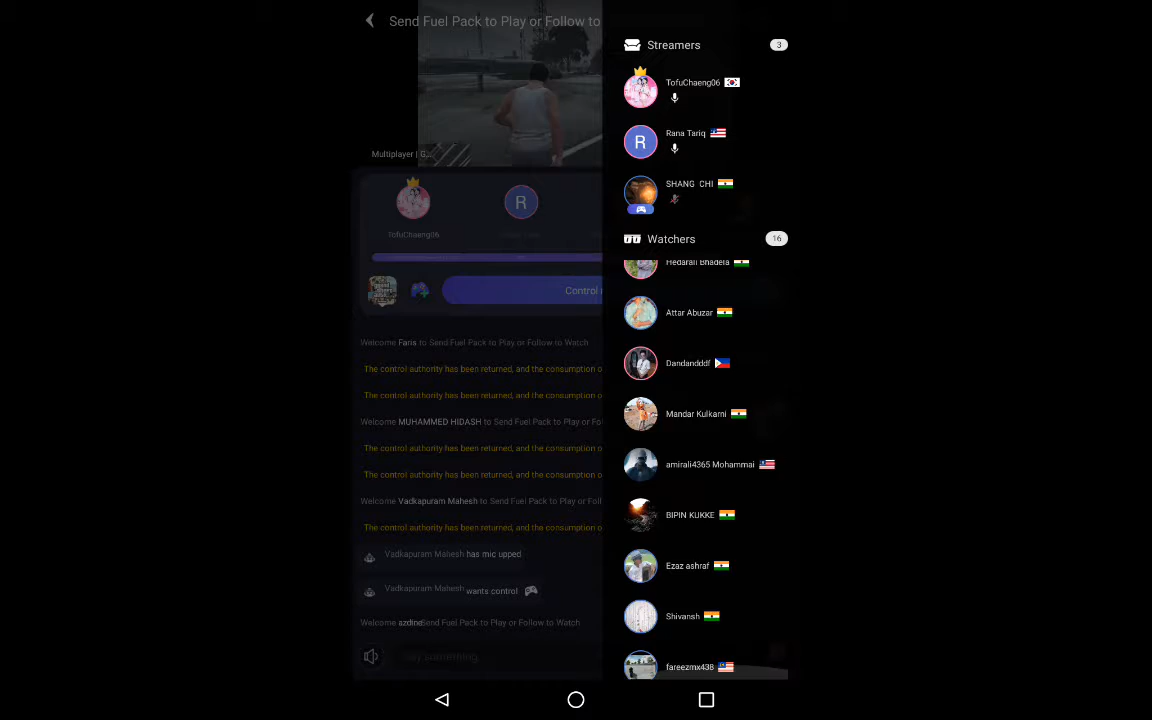 Send Fuel Pack to Play or Follow to
Multiplayer | G...
TofuChaeng06
R
Control
Welcome Faris to Send Fuel Pack to Play or Follow to Watch
The control authority has been returned, and the consumption o
The control authority has been returned, and the consumption o
Welcome MUHAMMED HIDASH to Send Fuel Pack to Play or Fo
The control authority has been returned, and the consumption o
The control authority has been returned, and the consumption o
Welcome Vadkapuram Mahesh to Send Fuel Pack to Play or Foll
The control authority has been returned, and the consumption o
Vadkapuram Mahesh has mic upped
Vadkapuram Mahesh wants control
Welcome azdineSend Fuel Pack to Play or Follow to Watch
Say something
Streamers 3
TofuChaeng06
R Rana Tariq
SHANG CHI
Watchers 16
Hedarali Bhadela
Attar Abuzar
Dandandddf
Mandar Kulkarni
amirali4365 Mohammai
BIPIN KUKKE
Ezaz ashraf
Shivansh
fareezmx438